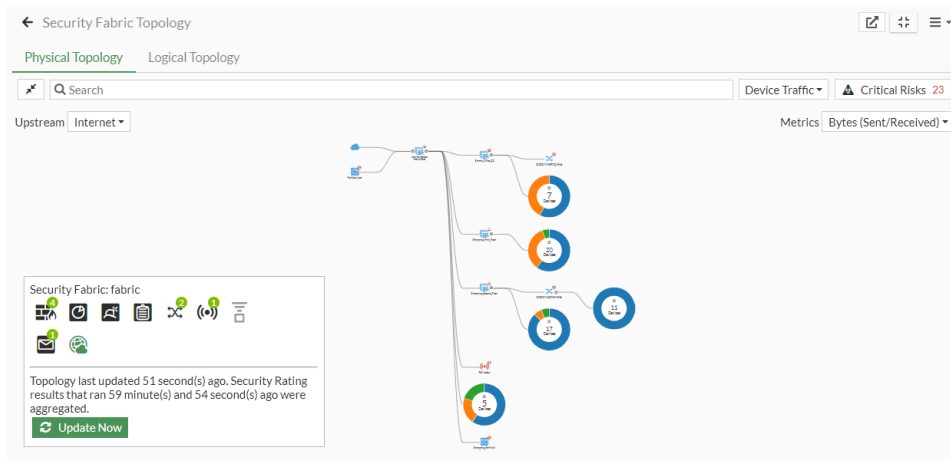 Security Fabric Topology
Physical Topology Logical Topology
Search
Device Traffic
Critical Risks 23
Upstream Internet
Metrics Bytes (Sent/Received)
7
Devices
20
Devices
11
Devices
17
Devices
5
Devices
Security Fabric: fabric
4
2
1
1
Topology last updated 51 second(s) ago. Security Rating
results that ran 59 minute(s) and 54 second(s) ago were
aggregated.
Update Now